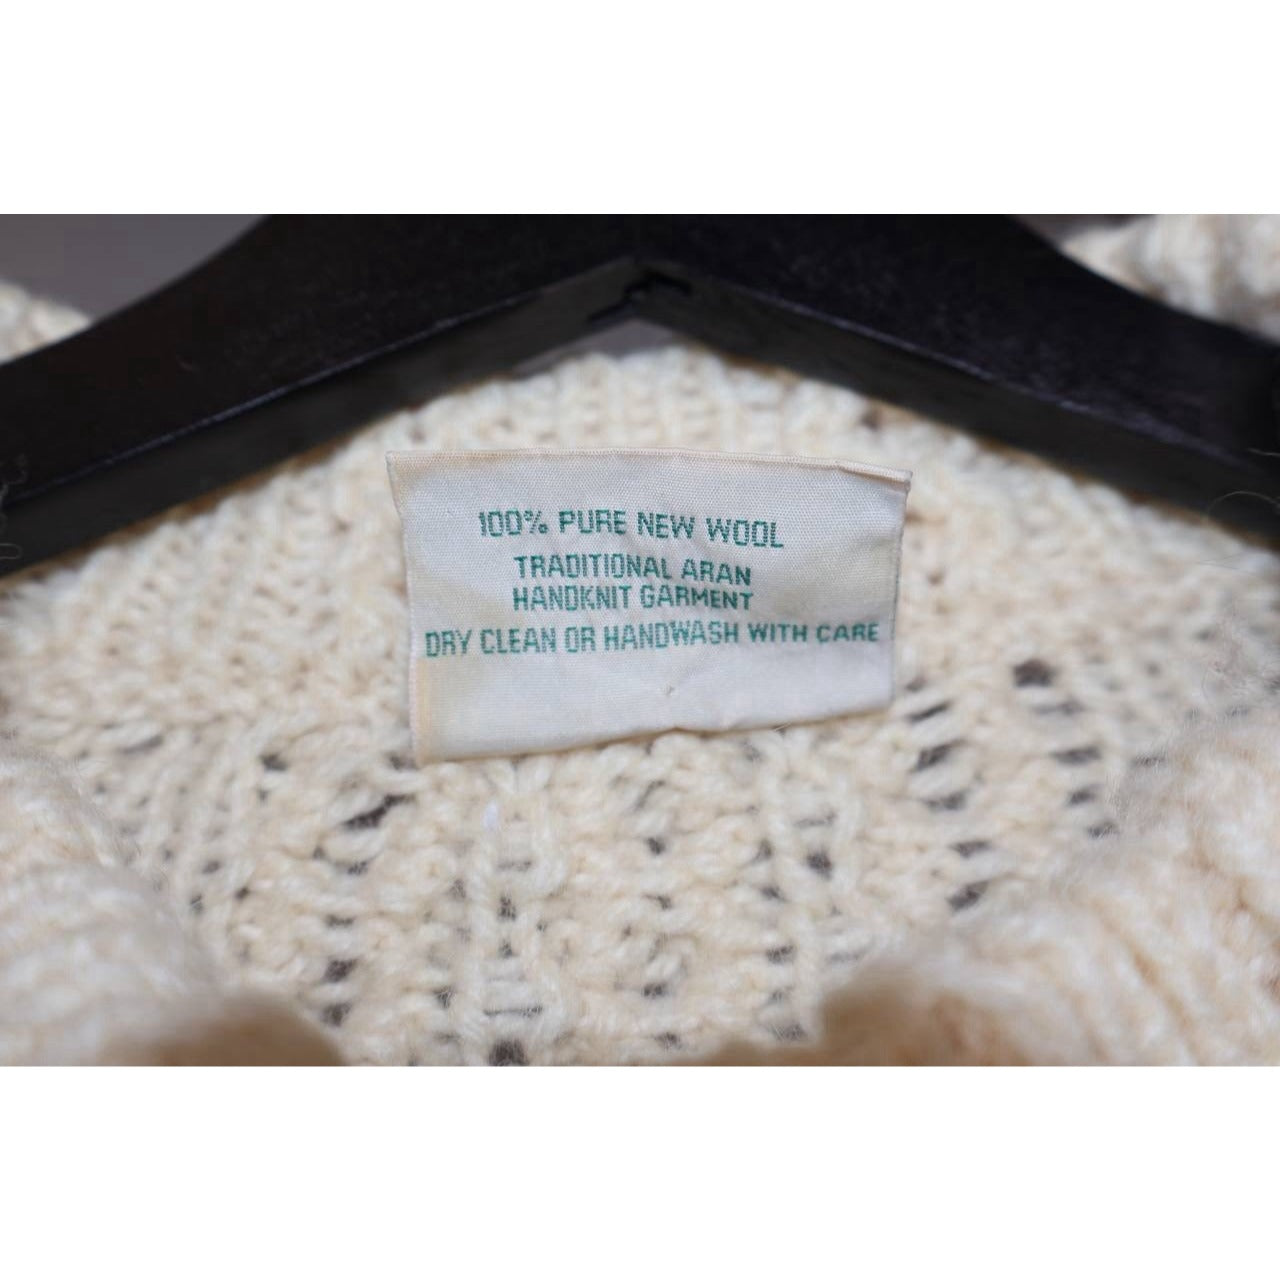 100% PURE NEW WOOL
TRADITIONAL ARAN
HANDKNIT GARMENT
DRY CLEAN OR HANDWASH WITH CARE